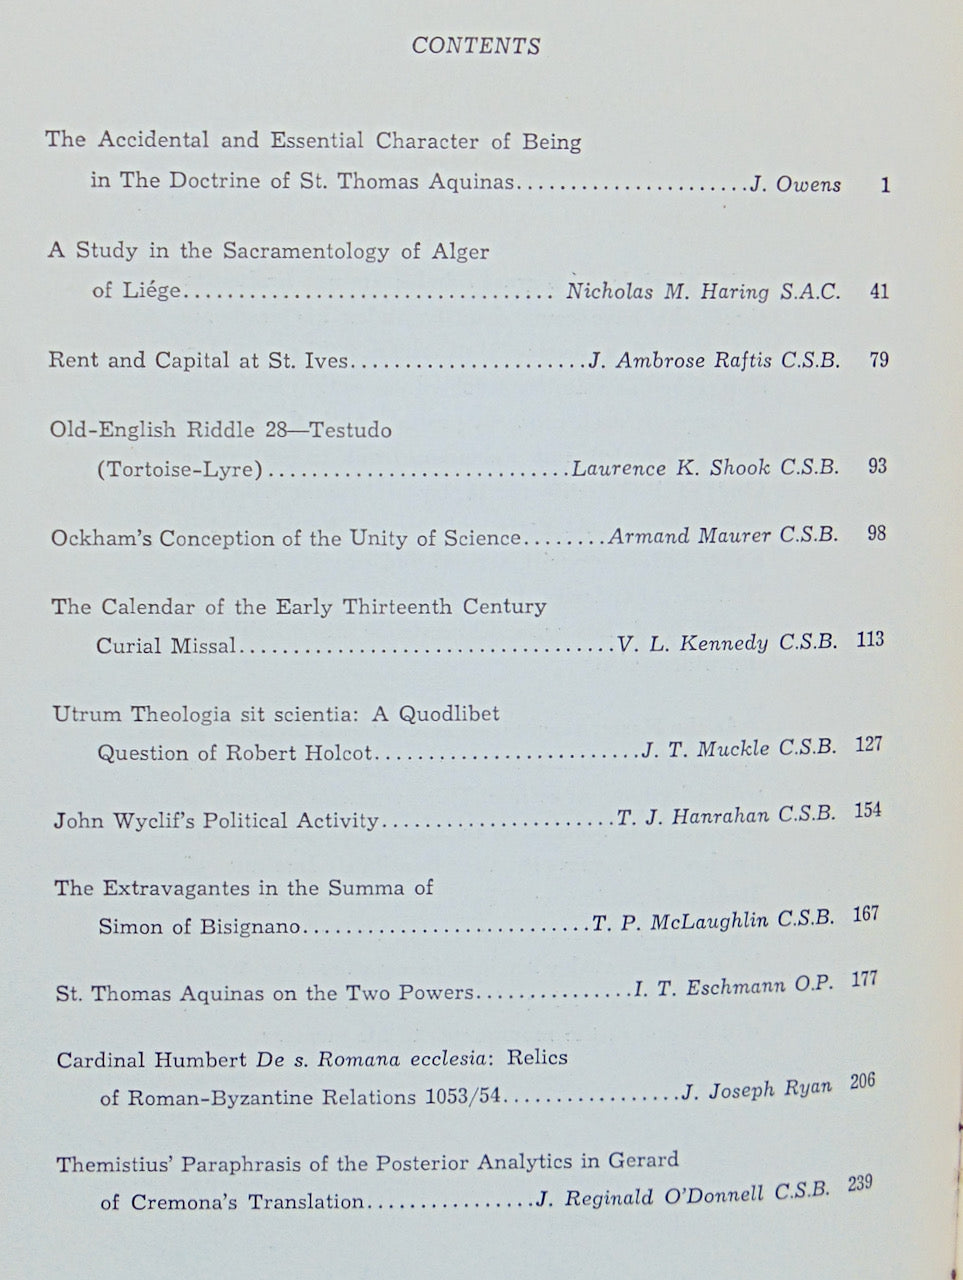 CONTENTS
The Accidental and Essential Character of Being
in The Doctrine of St. Thomas Aquinas......................J. Owens 1
A Study in the Sacramentology of Alger
of Liége.................................. Nicholas M. Haring S.A.C. 41
Rent and Capital at St. Ives......................J. Ambrose Raftis C.S.B. 79
Old-English Riddle 28—Testudo
(Tortoise-Lyre)............................Laurence K. Shook C.S.B. 93
Ockham's Conception of the Unity of Science........Armand Maurer C.S.B. 98
The Calendar of the Early Thirteenth Century
Curial Missal...................................V. L. Kennedy C.S.B. 113
Utrum Theologia sit scientia: A Quodlibet
Question of Robert Holcot.........................J. T. Muckle C.S.B. 127
John Wyclif's Political Activity......................T. J. Hanrahan C.S.B. 154
The Extravagantes in the Summa of
Simon of Bisignano...........................T. P. McLaughlin C.S.B. 167
St. Thomas Aquinas on the Two Powers...............I. T. Eschmann O.P. 177
Cardinal Humbert De s. Romana ecclesia: Relics
of Roman-Byzantine Relations 1053/54.................J. Joseph Ryan 206
Themistius' Paraphrasis of the Posterior Analytics in Gerard
of Cremona's Translation................J. Reginald O'Donnell C.S.B. 239